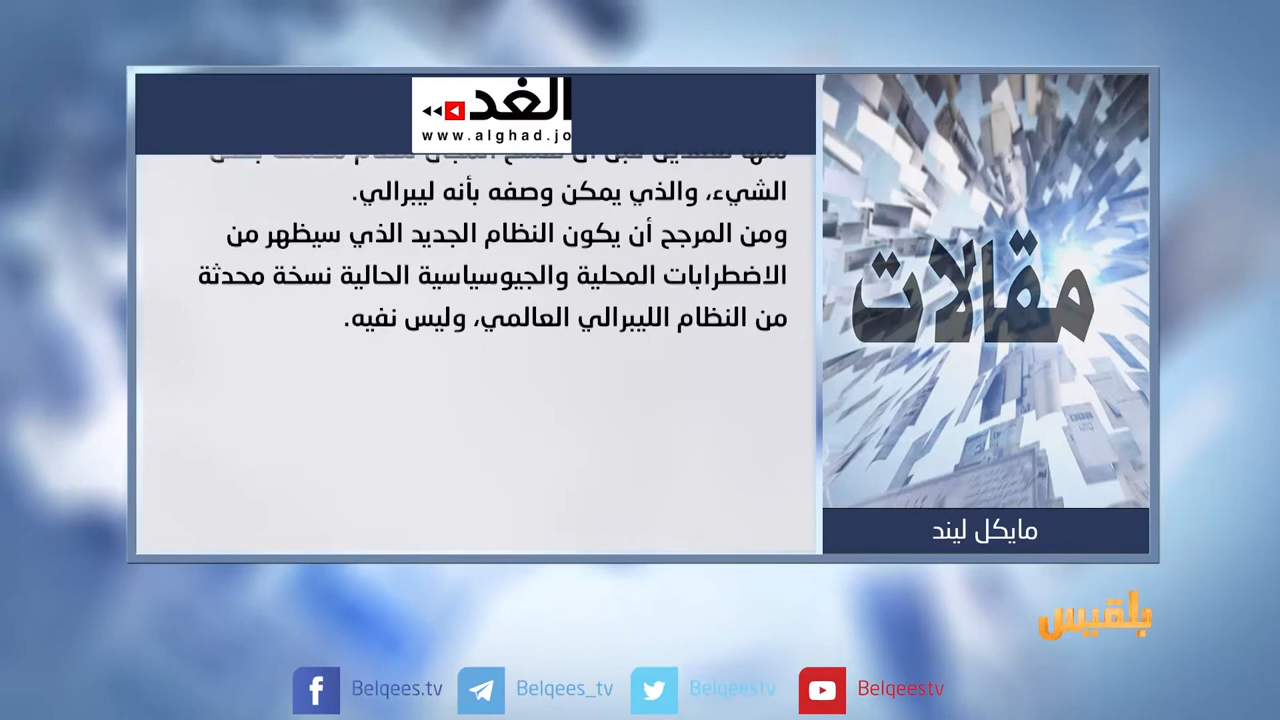 الغد
www.alghad.jo
الشيء، والذي يمكن وصفه بأنه ليبرالي.
ومن المرجح أن يكون النظام الجديد الذي سيظهر من
الاضطرابات المحلية والجيوسياسية الحالية نسخة محدثة
من النظام الليبرالي العالمي، وليس نفيه.
مقالات
مايكل ليند
بلقيس
Belqees.tv
Belqees_tv
Belqeestv
Belqeestv